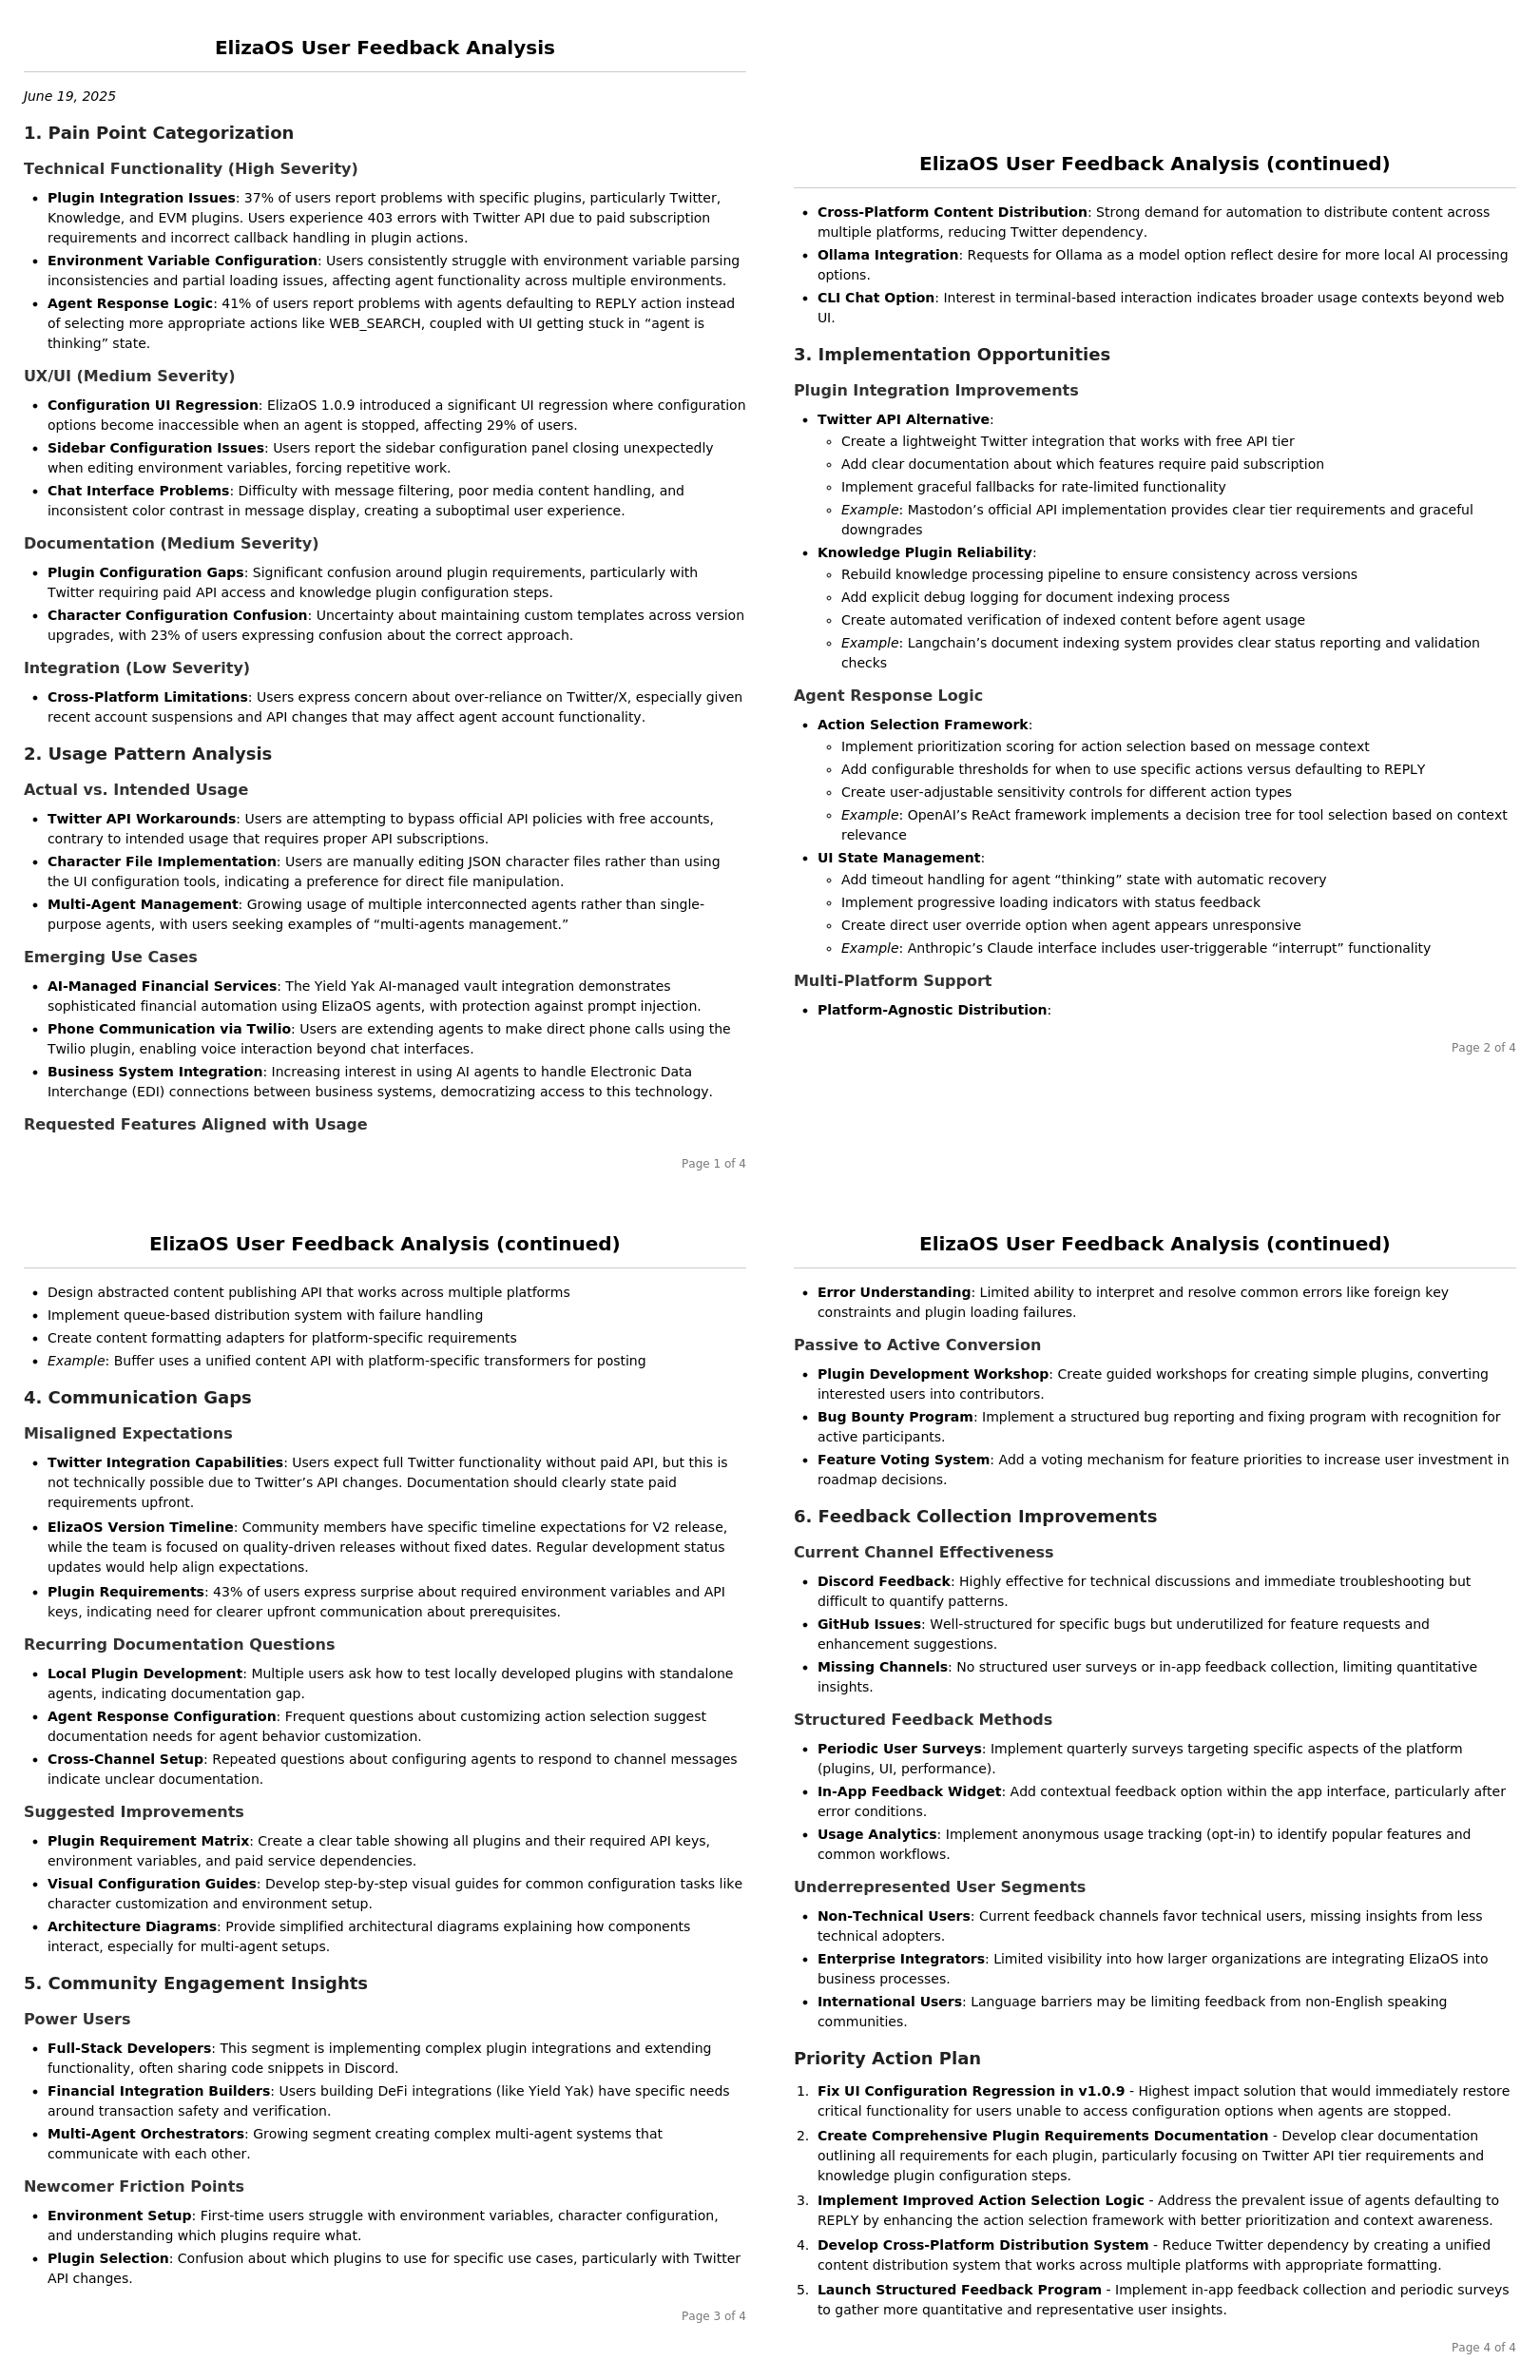 ElizaOS User Feedback Analysis
June 19, 2025
1. Pain Point Categorization
Technical Functionality (High Severity)
• Plugin Integration Issues: 37% of users report problems with specific plugins, particularly Twitter,
Knowledge, and EVM plugins. Users experience 403 errors with Twitter API due to paid subscription
requirements and incorrect callback handling in plugin actions.
• Environment Variable Configuration: Users consistently struggle with environment variable parsing
inconsistencies and partial loading issues, affecting agent functionality across multiple environments.
• Agent Response Logic: 41% of users report problems with agents defaulting to REPLY action instead
of selecting more appropriate actions like WEB_SEARCH, coupled with UI getting stuck in “agent is
thinking” state.
UX/UI (Medium Severity)
• Configuration UI Regression: ElizaOS 1.0.9 introduced a significant UI regression where configuration
options become inaccessible when an agent is stopped, affecting 29% of users.
• Sidebar Configuration Issues: Users report the sidebar configuration panel closing unexpectedly
when editing environment variables, forcing repetitive work.
• Chat Interface Problems: Difficulty with message filtering, poor media content handling, and
inconsistent color contrast in message display, creating a suboptimal user experience.
Documentation (Medium Severity)
• Plugin Configuration Gaps: Significant confusion around plugin requirements, particularly with
Twitter requiring paid API access and knowledge plugin configuration steps.
• Character Configuration Confusion: Uncertainty about maintaining custom templates across version
upgrades, with 23% of users expressing confusion about the correct approach.
Integration (Low Severity)
• Cross-Platform Limitations: Users express concern about over-reliance on Twitter/X, especially given
recent account suspensions and API changes that may affect agent account functionality.
2. Usage Pattern Analysis
Actual vs. Intended Usage
• Twitter API Workarounds: Users are attempting to bypass official API policies with free accounts,
contrary to intended usage that requires proper API subscriptions.
• Character File Implementation: Users are manually editing JSON character files rather than using
the UI configuration tools, indicating a preference for direct file manipulation.
• Multi-Agent Management: Growing usage of multiple interconnected agents rather than single-
purpose agents, with users seeking examples of “multi-agents management.”
Emerging Use Cases
• AI-Managed Financial Services: The Yield Yak AI-managed vault integration demonstrates
sophisticated financial automation using ElizaOS agents, with protection against prompt injection.
• Phone Communication via Twilio: Users are extending agents to make direct phone calls using the
Twilio plugin, enabling voice interaction beyond chat interfaces.
• Business System Integration: Increasing interest in using AI agents to handle Electronic Data
Interchange (EDI) connections between business systems, democratizing access to this technology.
Requested Features Aligned with Usage
Page 1 of 4
ElizaOS User Feedback Analysis (continued)
• Cross-Platform Content Distribution: Strong demand for automation to distribute content across
multiple platforms, reducing Twitter dependency.
• Ollama Integration: Requests for Ollama as a model option reflect desire for more local AI processing
options.
• CLI Chat Option: Interest in terminal-based interaction indicates broader usage contexts beyond web
UI.
3. Implementation Opportunities
Plugin Integration Improvements
• Twitter API Alternative:
◦ Create a lightweight Twitter integration that works with free API tier
◦ Add clear documentation about which features require paid subscription
◦ Implement graceful fallbacks for rate-limited functionality
◦ Example: Mastodon’s official API implementation provides clear tier requirements and graceful
downgrades
• Knowledge Plugin Reliability:
◦ Rebuild knowledge processing pipeline to ensure consistency across versions
◦ Add explicit debug logging for document indexing process
◦ Create automated verification of indexed content before agent usage
◦ Example: Langchain’s document indexing system provides clear status reporting and validation
checks
Agent Response Logic
• Action Selection Framework:
◦ Implement prioritization scoring for action selection based on message context
◦ Add configurable thresholds for when to use specific actions versus defaulting to REPLY
◦ Create user-adjustable sensitivity controls for different action types
◦ Example: OpenAI’s ReAct framework implements a decision tree for tool selection based on context
relevance
• UI State Management:
◦ Add timeout handling for agent “thinking” state with automatic recovery
◦ Implement progressive loading indicators with status feedback
◦ Create direct user override option when agent appears unresponsive
◦ Example: Anthropic’s Claude interface includes user-triggerable “interrupt” functionality
Multi-Platform Support
• Platform-Agnostic Distribution:
Page 2 of 4
ElizaOS User Feedback Analysis (continued)
• Design abstracted content publishing API that works across multiple platforms
• Implement queue-based distribution system with failure handling
• Create content formatting adapters for platform-specific requirements
• Example: Buffer uses a unified content API with platform-specific transformers for posting
4. Communication Gaps
Misaligned Expectations
• Twitter Integration Capabilities: Users expect full Twitter functionality without paid API, but this is
not technically possible due to Twitter’s API changes. Documentation should clearly state paid
requirements upfront.
• ElizaOS Version Timeline: Community members have specific timeline expectations for V2 release,
while the team is focused on quality-driven releases without fixed dates. Regular development status
updates would help align expectations.
• Plugin Requirements: 43% of users express surprise about required environment variables and API
keys, indicating need for clearer upfront communication about prerequisites.
Recurring Documentation Questions
• Local Plugin Development: Multiple users ask how to test locally developed plugins with standalone
agents, indicating documentation gap.
• Agent Response Configuration: Frequent questions about customizing action selection suggest
documentation needs for agent behavior customization.
• Cross-Channel Setup: Repeated questions about configuring agents to respond to channel messages
indicate unclear documentation.
Suggested Improvements
• Plugin Requirement Matrix: Create a clear table showing all plugins and their required API keys,
environment variables, and paid service dependencies.
• Visual Configuration Guides: Develop step-by-step visual guides for common configuration tasks like
character customization and environment setup.
• Architecture Diagrams: Provide simplified architectural diagrams explaining how components
interact, especially for multi-agent setups.
5. Community Engagement Insights
Power Users
• Full-Stack Developers: This segment is implementing complex plugin integrations and extending
functionality, often sharing code snippets in Discord.
• Financial Integration Builders: Users building DeFi integrations (like Yield Yak) have specific needs
around transaction safety and verification.
• Multi-Agent Orchestrators: Growing segment creating complex multi-agent systems that
communicate with each other.
Newcomer Friction Points
• Environment Setup: First-time users struggle with environment variables, character configuration,
and understanding which plugins require what.
• Plugin Selection: Confusion about which plugins to use for specific use cases, particularly with Twitter
API changes.
Page 3 of 4
ElizaOS User Feedback Analysis (continued)
• Error Understanding: Limited ability to interpret and resolve common errors like foreign key
constraints and plugin loading failures.
Passive to Active Conversion
• Plugin Development Workshop: Create guided workshops for creating simple plugins, converting
interested users into contributors.
• Bug Bounty Program: Implement a structured bug reporting and fixing program with recognition for
active participants.
• Feature Voting System: Add a voting mechanism for feature priorities to increase user investment in
roadmap decisions.
6. Feedback Collection Improvements
Current Channel Effectiveness
• Discord Feedback: Highly effective for technical discussions and immediate troubleshooting but
difficult to quantify patterns.
• GitHub Issues: Well-structured for specific bugs but underutilized for feature requests and
enhancement suggestions.
• Missing Channels: No structured user surveys or in-app feedback collection, limiting quantitative
insights.
Structured Feedback Methods
• Periodic User Surveys: Implement quarterly surveys targeting specific aspects of the platform
(plugins, UI, performance).
• In-App Feedback Widget: Add contextual feedback option within the app interface, particularly after
error conditions.
• Usage Analytics: Implement anonymous usage tracking (opt-in) to identify popular features and
common workflows.
Underrepresented User Segments
• Non-Technical Users: Current feedback channels favor technical users, missing insights from less
technical adopters.
• Enterprise Integrators: Limited visibility into how larger organizations are integrating ElizaOS into
business processes.
• International Users: Language barriers may be limiting feedback from non-English speaking
communities.
Priority Action Plan
1. Fix UI Configuration Regression in v1.0.9 - Highest impact solution that would immediately restore
critical functionality for users unable to access configuration options when agents are stopped.
2. Create Comprehensive Plugin Requirements Documentation - Develop clear documentation
outlining all requirements for each plugin, particularly focusing on Twitter API tier requirements and
knowledge plugin configuration steps.
3. Implement Improved Action Selection Logic - Address the prevalent issue of agents defaulting to
REPLY by enhancing the action selection framework with better prioritization and context awareness.
4. Develop Cross-Platform Distribution System - Reduce Twitter dependency by creating a unified
content distribution system that works across multiple platforms with appropriate formatting.
5. Launch Structured Feedback Program - Implement in-app feedback collection and periodic surveys
to gather more quantitative and representative user insights.
Page 4 of 4